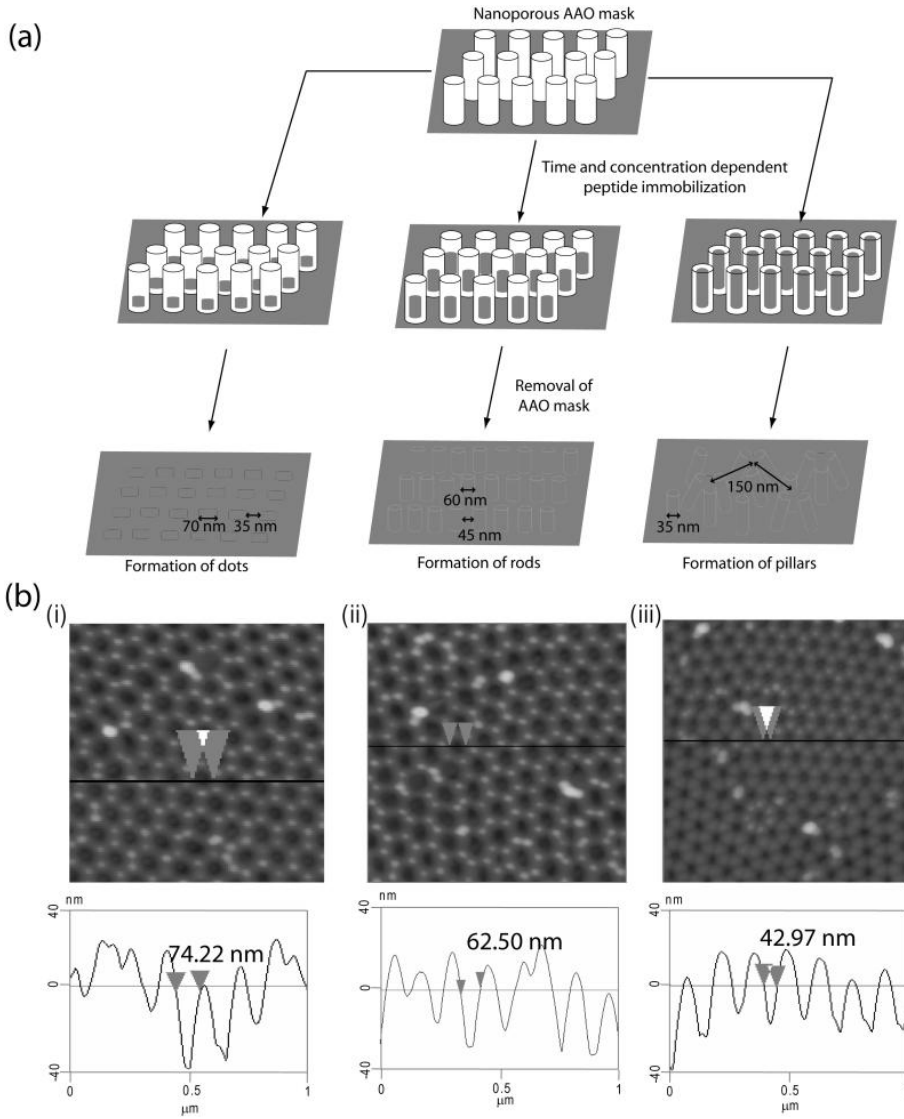 (a)
Nanoporous AAO mask
Time and concentration dependent
peptide immobilization
Removal of
AAO mask
70 nm 35 nm
60 nm
45 nm
150 nm
35 nm
Formation of dots
Formation of rods
Formation of pillars
(b)
(i)
(ii)
(iii)
nm
40
0
-40
74.22 nm
0
0.5
1
μm
nm
40
0
-40
62.50 nm
0
0.5
1
μm
nm
40
0
-40
42.97 nm
0
0.5
1
μm